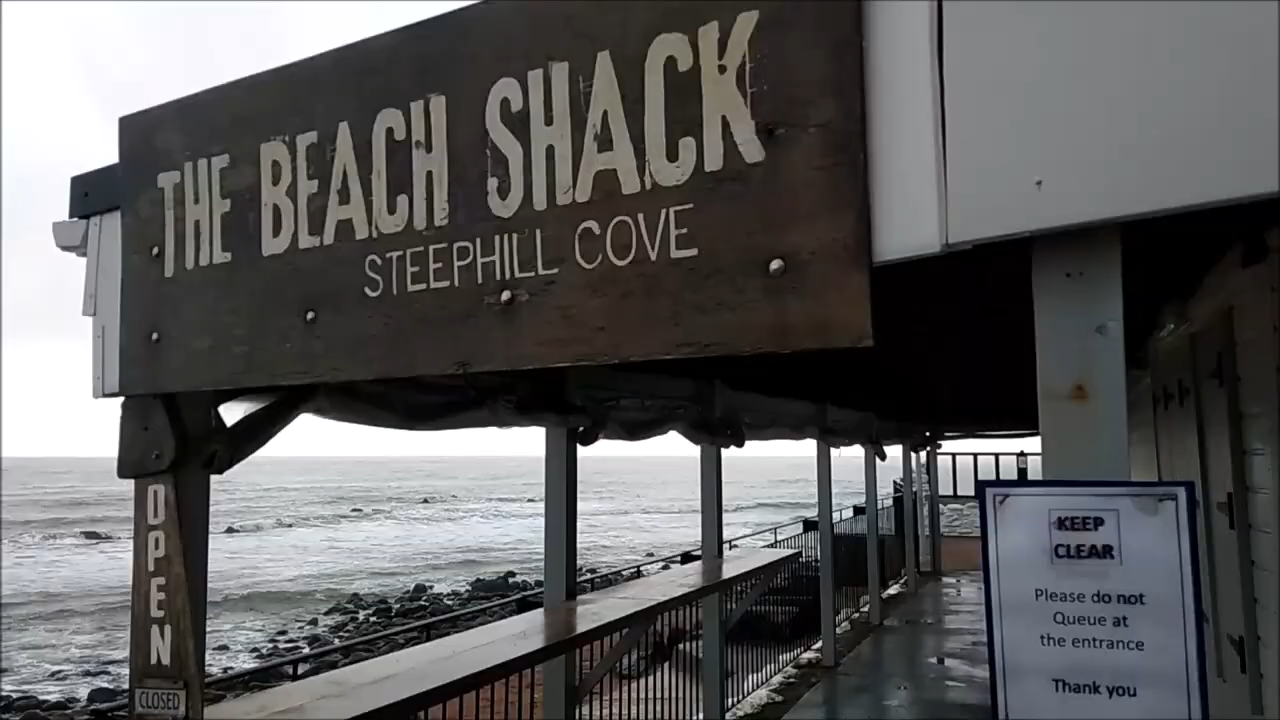 THE BEACH SHACK
STEEPHILL COVE
OPEN
CLOSED
KEEP
CLEAR
Please do not
Queue at
the entrance
Thank you